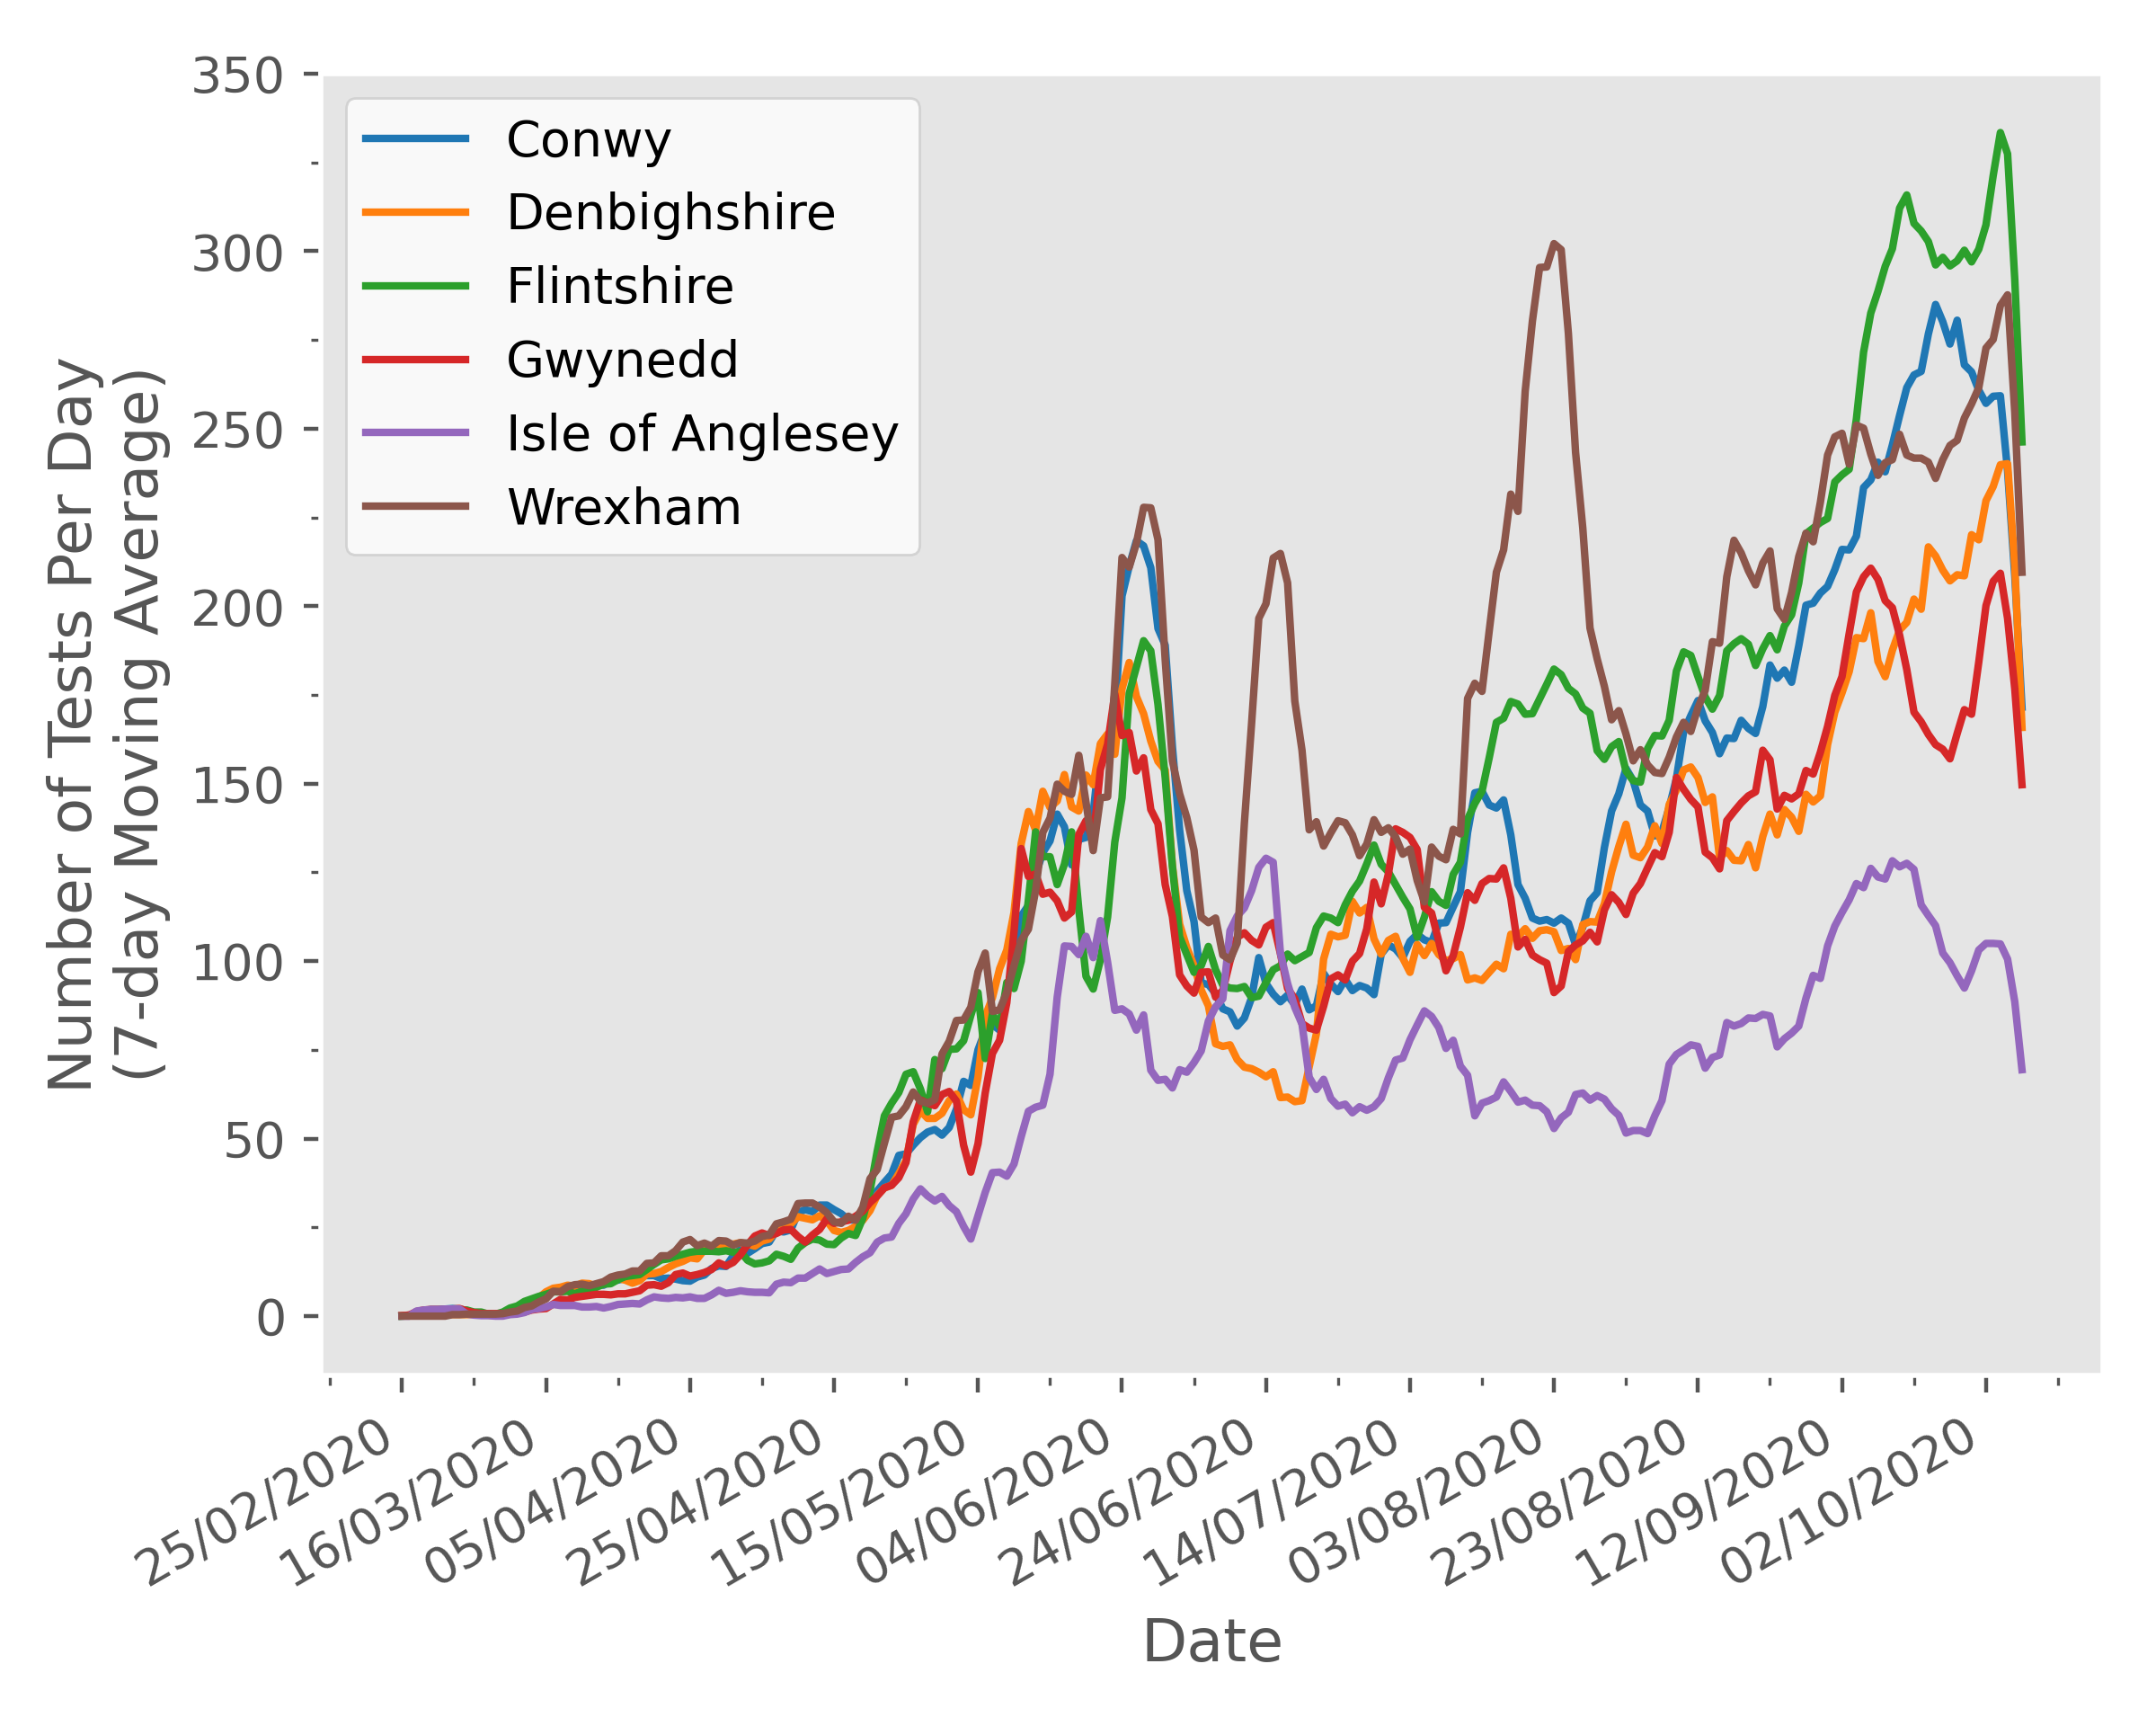 350
300
250
200
150
100
50
0
Number of Tests Per Day
(7-day Moving Average)
Conwy
Denbighshire
Flintshire
Gwynedd
Isle of Anglesey
Wrexham
25/02/2020
16/03/2020
05/04/2020
25/04/2020
15/05/2020
04/06/2020
24/06/2020
14/07/2020
03/08/2020
23/08/2020
12/09/2020
02/10/2020
Date